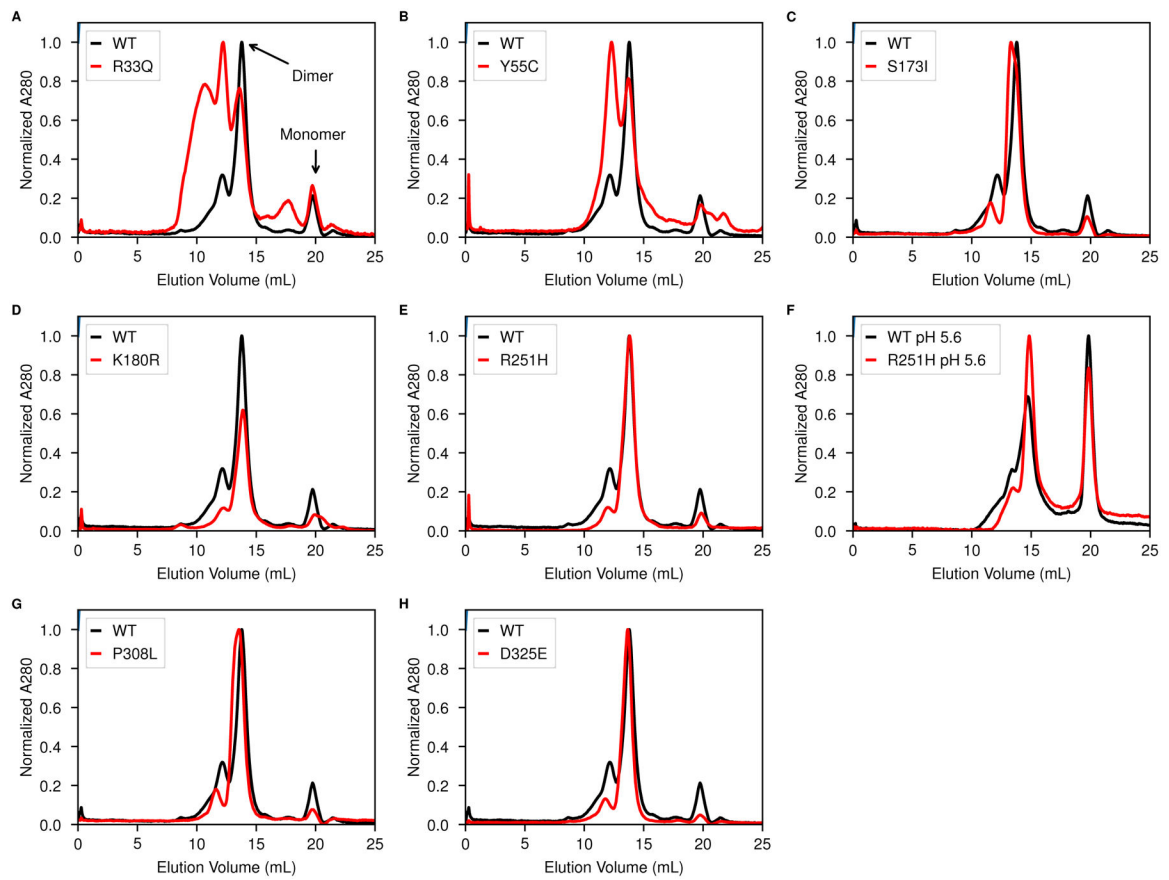 A
WT
R33Q
Dimer
Monomer
Normalized A280
1.0
0.8
0.6
0.4
0.2
0.0
0 5 10 15 20 25
Elution Volume (mL)
B
WT
Y55C
Normalized A280
1.0
0.8
0.6
0.4
0.2
0.0
0 5 10 15 20 25
Elution Volume (mL)
C
WT
S173I
Normalized A280
1.0
0.8
0.6
0.4
0.2
0.0
0 5 10 15 20 25
Elution Volume (mL)
D
WT
K180R
Normalized A280
1.0
0.8
0.6
0.4
0.2
0.0
0 5 10 15 20 25
Elution Volume (mL)
E
WT
R251H
Normalized A280
1.0
0.8
0.6
0.4
0.2
0.0
0 5 10 15 20 25
Elution Volume (mL)
F
WT pH 5.6
R251H pH 5.6
Normalized A280
1.0
0.8
0.6
0.4
0.2
0.0
0 5 10 15 20 25
Elution Volume (mL)
G
WT
P308L
Normalized A280
1.0
0.8
0.6
0.4
0.2
0.0
0 5 10 15 20 25
Elution Volume (mL)
H
WT
D325E
Normalized A280
1.0
0.8
0.6
0.4
0.2
0.0
0 5 10 15 20 25
Elution Volume (mL)